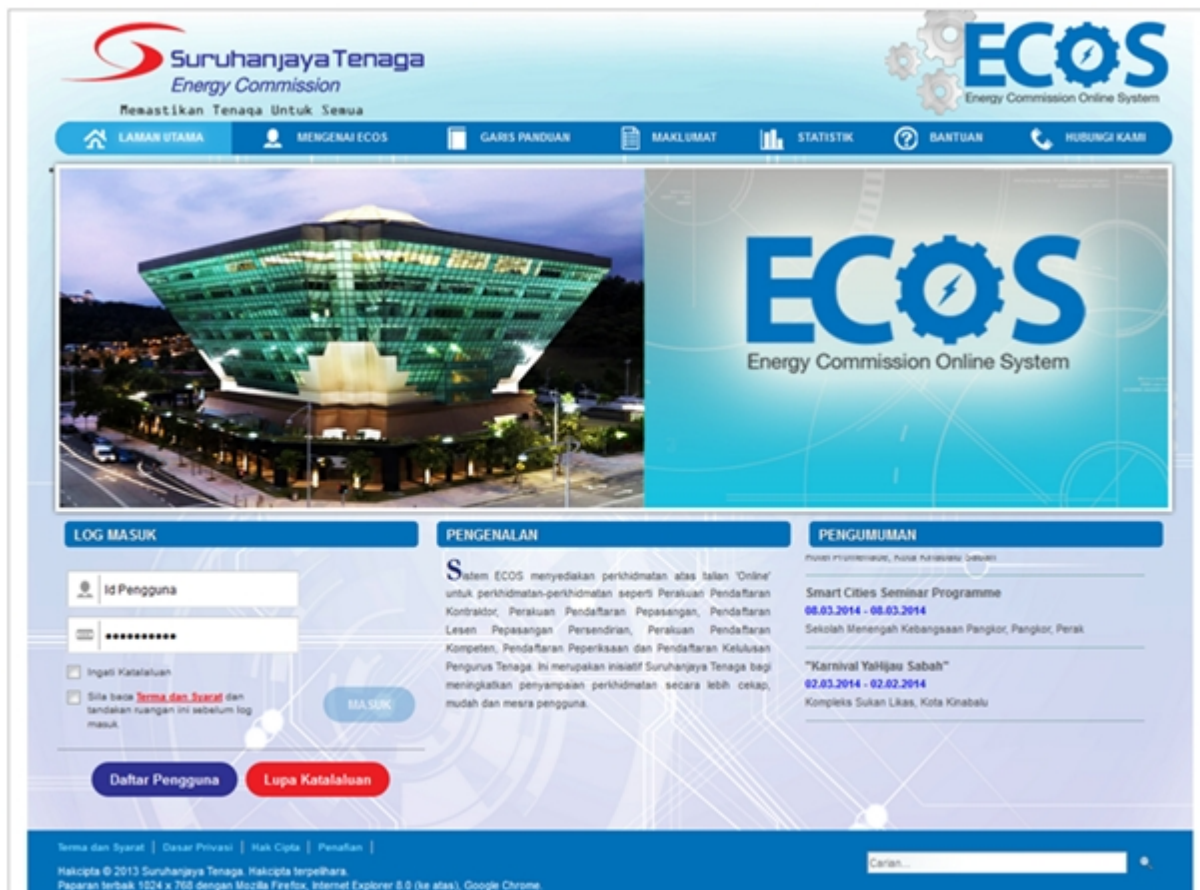 Suruhanjaya Tenaga
Energy Commission
Memastikan Tenaga Untuk Semua
ECOS
Energy Commission Online System
LAMAN UTAMA
MENGENAI ECOS
GARIS PANDUAN
MAKLUMAT
STATISTIK
BANTUAN
HUBUNGI KAMI
ECOS
Energy Commission Online System
LOG MASUK
Id Pengguna
••••••••••
Ingati Katalaluan
Sila baca Terma dan Syarat dan
tandakan ruangan ini sebelum log
masuk.
MASUK
Daftar Pengguna
Lupa Katalaluan
PENGENALAN
Sistem ECOS menyediakan perkhidmatan atas talian 'Online'
untuk perkhidmatan-perkhidmatan seperti Perakuan Pendaftaran
Kontraktor, Perakuan Pendaftaran Pepasangan, Pendaftaran
Lesen Pepasangan Persendirian, Perakuan Pendaftaran
Kompeten, Pendaftaran Peperiksaan dan Pendaftaran Kelulusan
Pengurus Tenaga. Ini merupakan inisiatif Suruhanjaya Tenaga bagi
meningkatkan penyampaian perkhidmatan secara lebih cekap,
mudah dan mesra pengguna.
PENGUMUMAN
Hotel Promenade, Kota Kinabalu Sabah
Smart Cities Seminar Programme
08.03.2014 - 08.03.2014
Sekolah Menengah Kebangsaan Pangkor, Pangkor, Perak
"Karnival YaHijau Sabah"
02.03.2014 - 02.02.2014
Kompleks Sukan Likas, Kota Kinabalu
Terma dan Syarat | Dasar Privasi | Hak Cipta | Penafian |
Hakcipta © 2013 Suruhanjaya Tenaga. Hakcipta terpelihara.
Paparan terbaik 1024 x 768 dengan Mozilla Firefox, Internet Explorer 8.0 (ke atas), Google Chrome.
Carian...